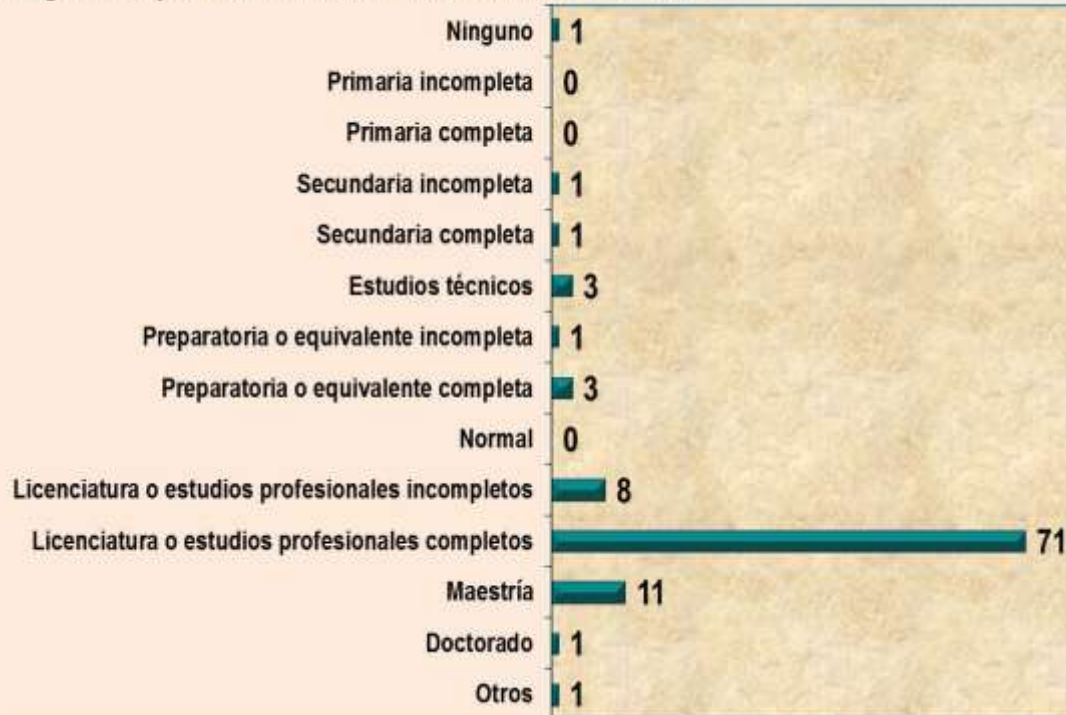 Ninguno 1
Primaria incompleta 0
Primaria completa 0
Secundaria incompleta 1
Secundaria completa 1
Estudios técnicos 3
Preparatoria o equivalente incompleta 1
Preparatoria o equivalente completa 3
Normal 0
Licenciatura o estudios profesionales incompletos 8
Licenciatura o estudios profesionales completos 71
Maestría 11
Doctorado 1
Otros 1